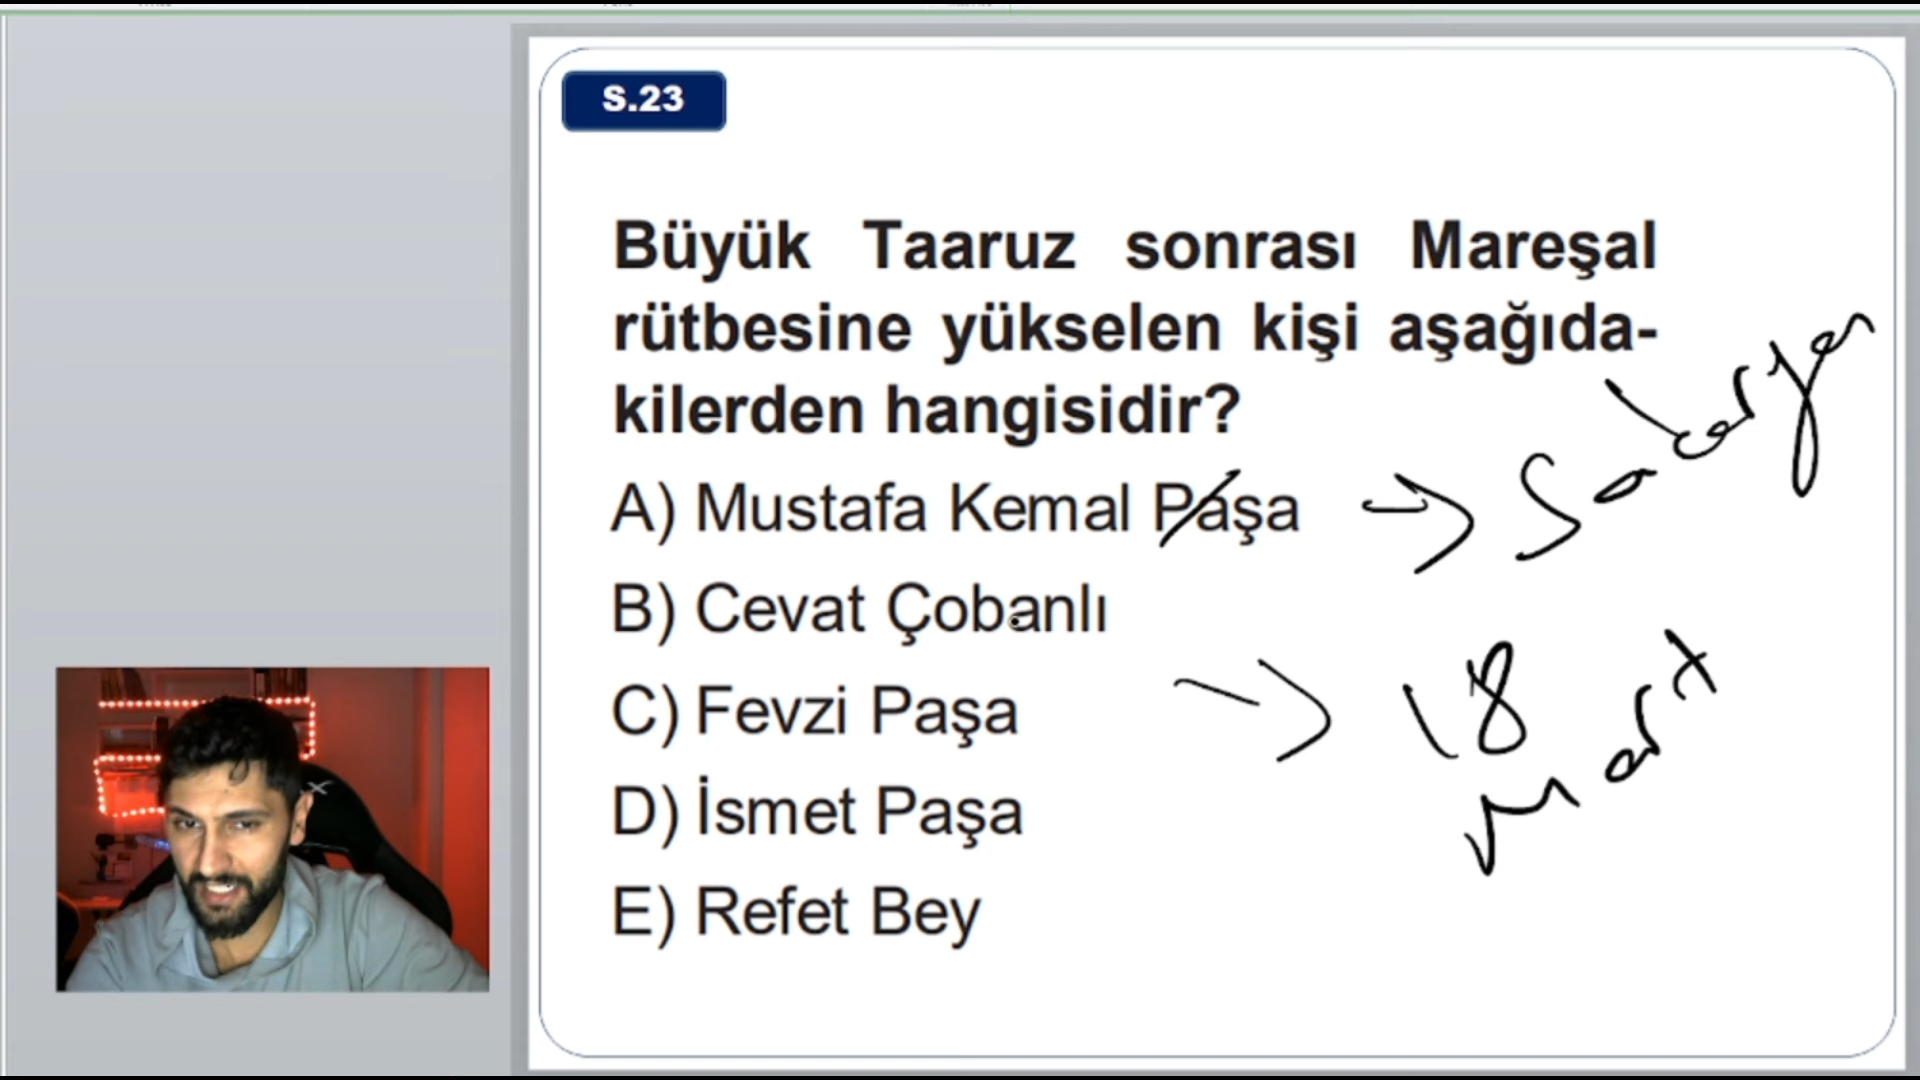 S.23
Büyük Taaruz sonrası Mareşal
rütbesine yükselen kişi aşağıda-
kilerden hangisidir?
A) Mustafa Kemal Paşa → Sakarya
B) Cevat Çobanlı
→ 18
Mart
C) Fevzi Paşa
D) İsmet Paşa
E) Refet Bey